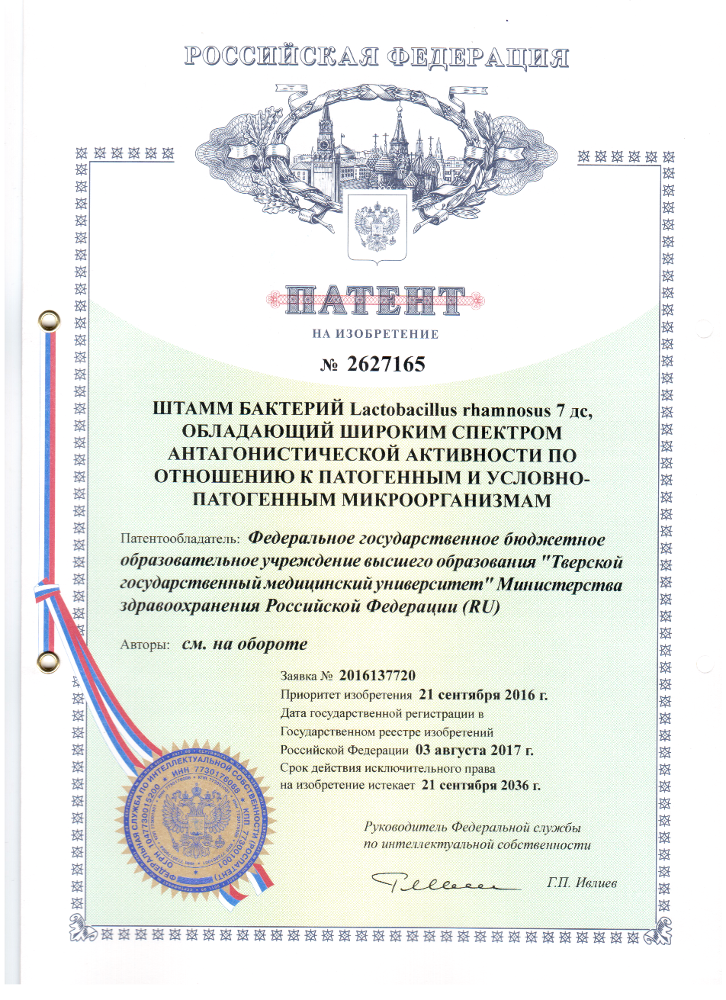 РОССИЙСКАЯ ФЕДЕРАЦИЯ
ПАТЕНТ
НА ИЗОБРЕТЕНИЕ
№ 2627165
ШТАММ БАКТЕРИЙ Lactobacillus rhamnosus 7 дс,
ОБЛАДАЮЩИЙ ШИРОКИМ СПЕКТРОМ
АНТАГОНИСТИЧЕСКОЙ АКТИВНОСТИ ПО
ОТНОШЕНИЮ К ПАТОГЕННЫМ И УСЛОВНО-
ПАТОГЕННЫМ МИКРООРГАНИЗМАМ
Патентообладатель: Федеральное государственное бюджетное
образовательное учреждение высшего образования "Тверской
государственный медицинский университет" Министерства
здравоохранения Российской Федерации (RU)
Авторы: см. на обороте
Заявка № 2016137720
Приоритет изобретения 21 сентября 2016 г.
Дата государственной регистрации в
Государственном реестре изобретений
Российской Федерации 03 августа 2017 г.
Срок действия исключительного права
на изобретение истекает 21 сентября 2036 г.
Руководитель Федеральной службы
по интеллектуальной собственности
Г.П. Ивлиев
ФЕДЕРАЛЬНАЯ СЛУЖБА ПО ИНТЕЛЛЕКТУАЛЬНОЙ СОБСТВЕННОСТИ (РОСПАТЕНТ)
ОГРН 1047730015200 * ИНН 7730176088 * КПП 773001001